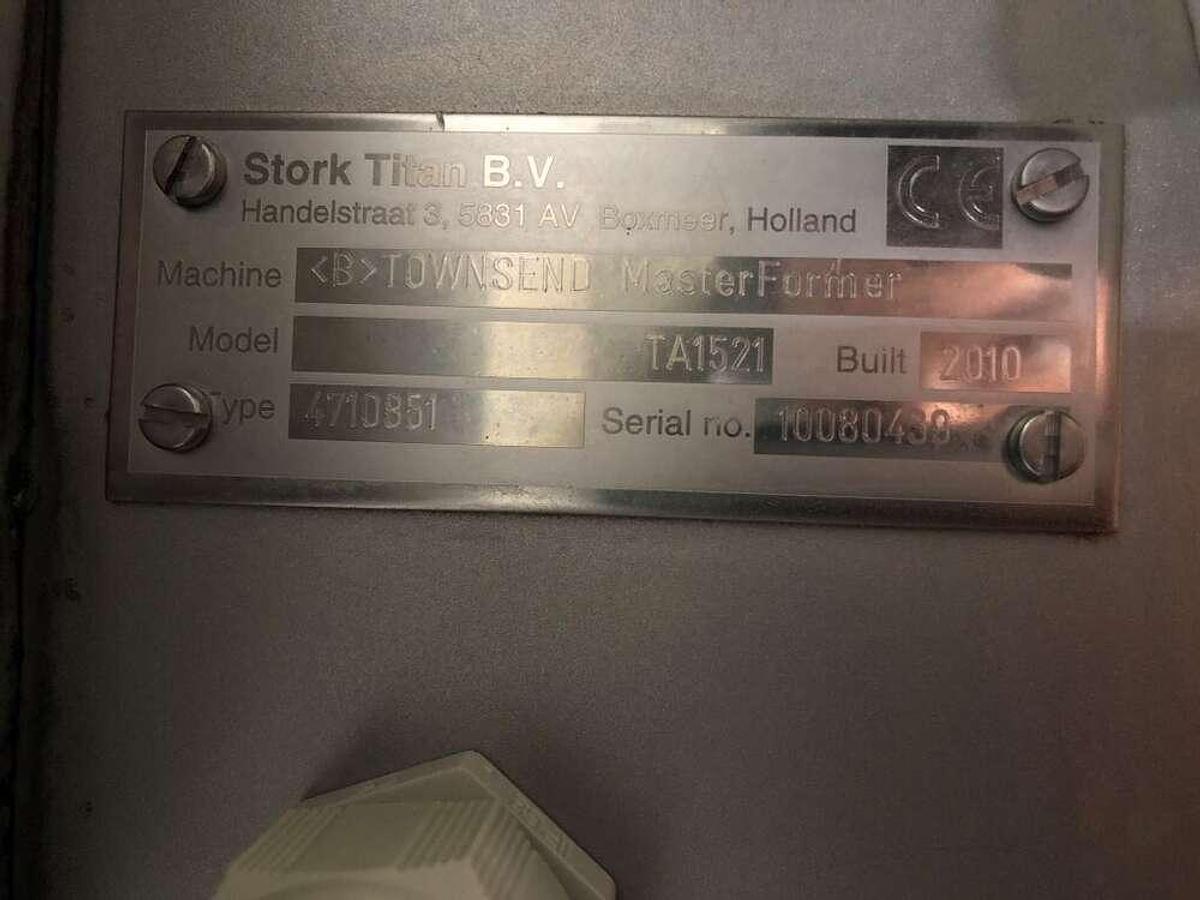 Stork Titan B.V.
CE
Handelstraat 3, 5831 AV Boxmeer, Holland
Machine <B>TOWNSEND MasterFormer
Model TA1521 Built 2010
Type 4710851 Serial no. 10080439